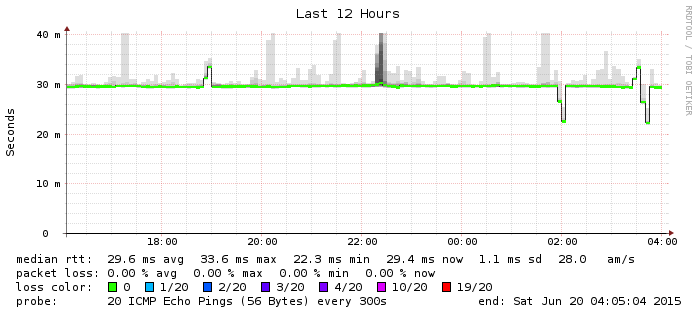 Last 12 Hours
RRDTOOL / TOBI OETIKER
Seconds
40 m
30 m
20 m
10 m
0
18:00 20:00 22:00 00:00 02:00 04:00
median rtt: 29.6 ms avg 33.6 ms max 22.3 ms min 29.4 ms now 1.1 ms sd 28.0 am/s
packet loss: 0.00 % avg 0.00 % max 0.00 % min 0.00 % now
loss color: 0 1/20 2/20 3/20 4/20 10/20 19/20
probe: 20 ICMP Echo Pings (56 Bytes) every 300s end: Sat Jun 20 04:05:04 2015